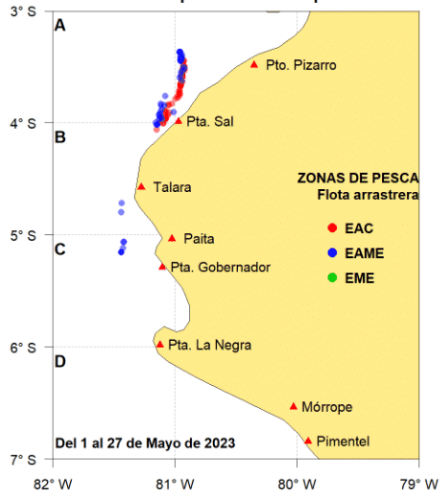 3° S
A
Pto. Pizarro
4° S
Pta. Sal
B
ZONAS DE PESCA
Flota arrastrera
Talara
EAC
5° S
Paita
EAME
C
Pta. Gobernador
EME
6° S
Pta. La Negra
D
Mórrope
Del 1 al 27 de Mayo de 2023
Pimentel
7° S
82° W
81° W
80° W
79° W